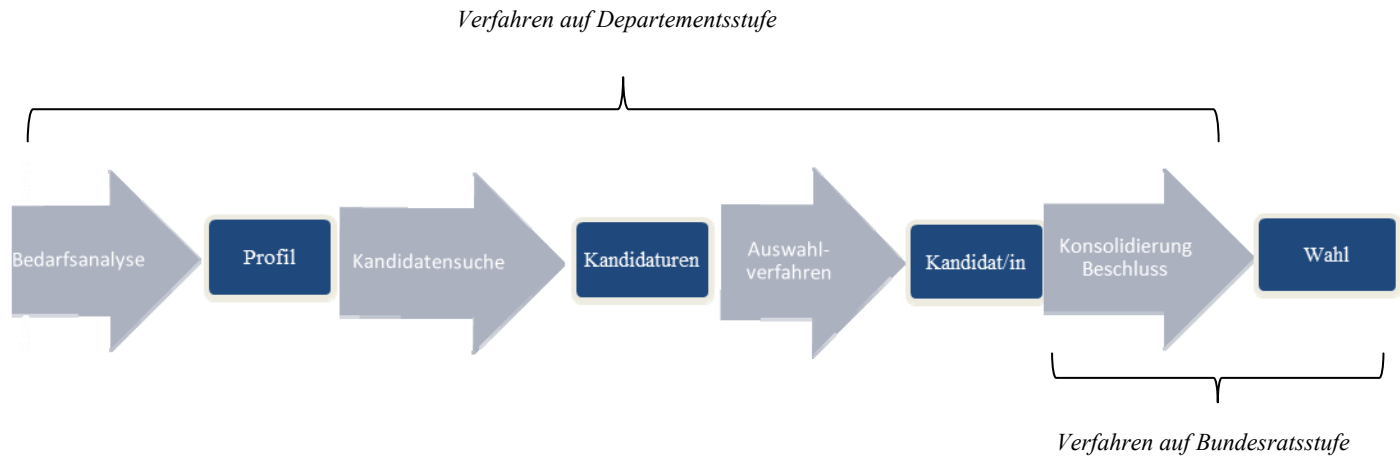 Verfahren auf Departementsstufe
Bedarfsanalyse
Profil
Kandidatensuche
Kandidaturen
Auswahl-
verfahren
Kandidat/in
Konsolidierung
Beschluss
Wahl
Verfahren auf Bundesratsstufe